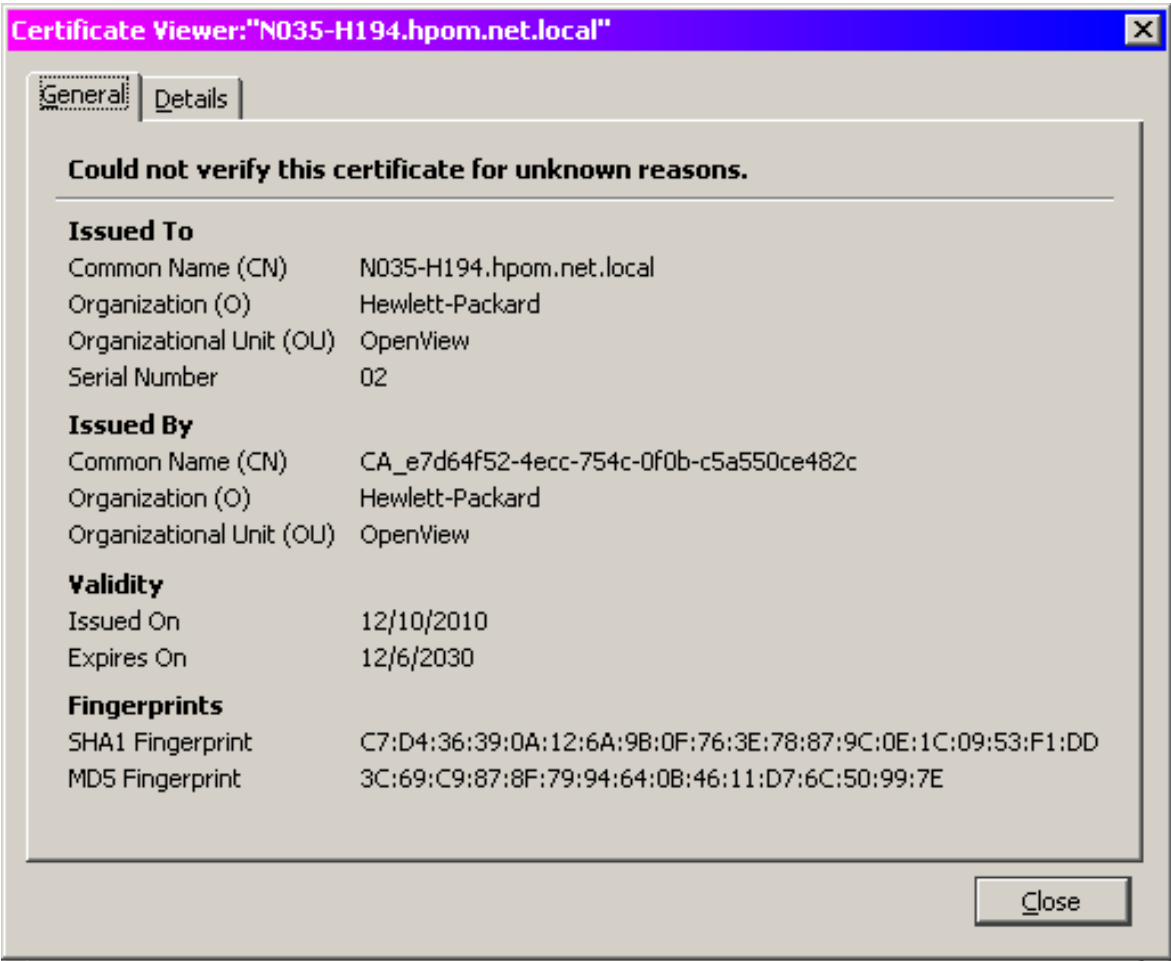 Certificate Viewer:"N035-H194.hpom.net.local"
General Details
Could not verify this certificate for unknown reasons.
Issued To
Common Name (CN) N035-H194.hpom.net.local
Organization (O) Hewlett-Packard
Organizational Unit (OU) OpenView
Serial Number 02
Issued By
Common Name (CN) CA_e7d64f52-4ecc-754c-0f0b-c5a550ce482c
Organization (O) Hewlett-Packard
Organizational Unit (OU) OpenView
Validity
Issued On 12/10/2010
Expires On 12/6/2030
Fingerprints
SHA1 Fingerprint C7:D4:36:39:0A:12:6A:9B:0F:76:3E:78:87:9C:0E:1C:09:53:F1:DD
MD5 Fingerprint 3C:69:C9:87:8F:79:94:64:0B:46:11:D7:6C:50:99:7E
Close